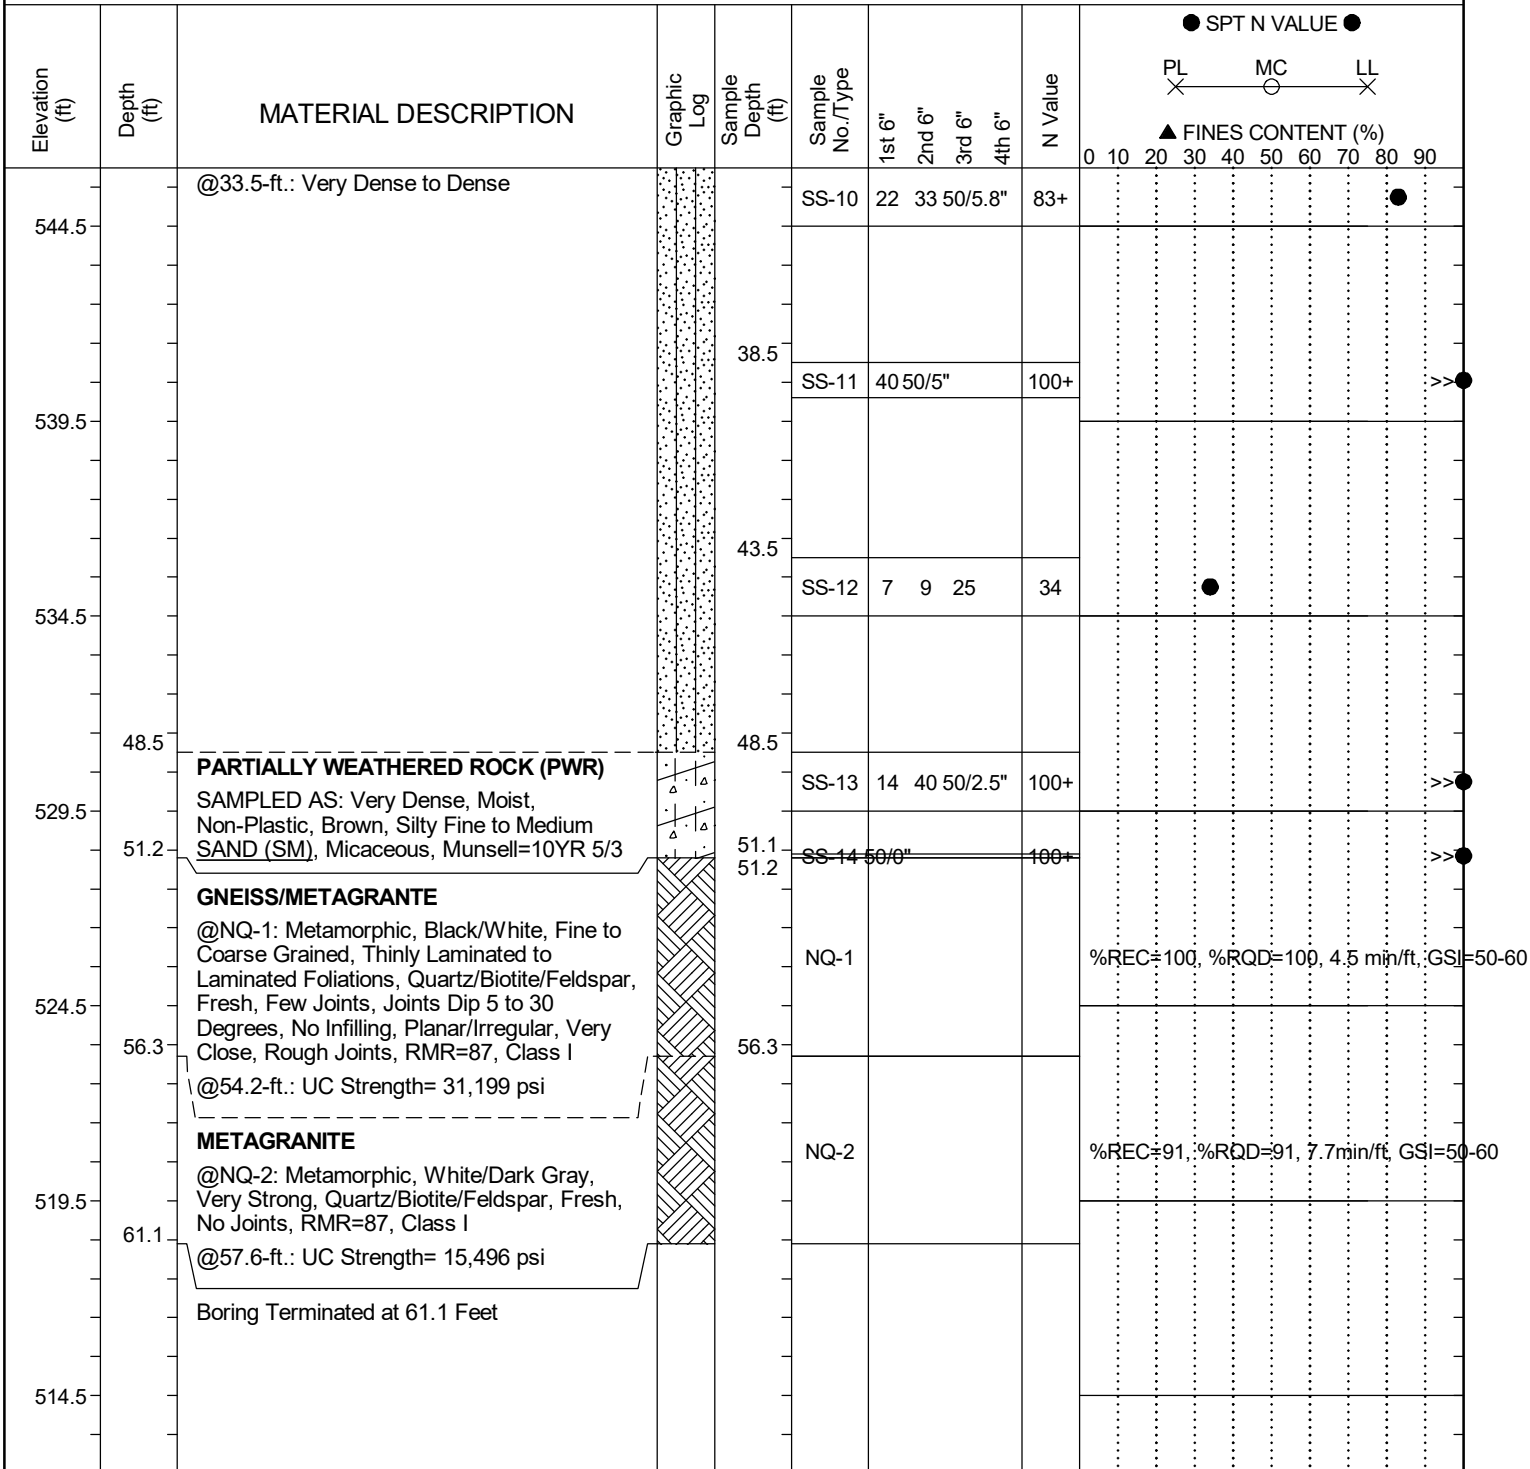 ● SPT N VALUE ●
PL MC LL
▲ FINES CONTENT (%)
0 10 20 30 40 50 60 70 80 90
Elevation (ft)
Depth (ft)
MATERIAL DESCRIPTION
Graphic Log
Sample Depth (ft)
Sample No./Type
1st 6"
2nd 6"
3rd 6"
4th 6"
N Value
@33.5-ft.: Very Dense to Dense
SS-10 22 33 50/5.8" 83+
544.5
38.5
SS-11 40 50/5" 100+ >>
539.5
43.5
SS-12 7 9 25 34
534.5
48.5 48.5
PARTIALLY WEATHERED ROCK (PWR)
SS-13 14 40 50/2.5" 100+ >>
SAMPLED AS: Very Dense, Moist,
529.5
Non-Plastic, Brown, Silty Fine to Medium
51.2 SAND (SM), Micaceous, Munsell=10YR 5/3 51.1
SS-14 50/0" 100+ >>
51.2
GNEISS/METAGRANTE
@NQ-1: Metamorphic, Black/White, Fine to
Coarse Grained, Thinly Laminated to
NQ-1 %REC=100, %RQD=100, 4.5 min/ft, GSI=50-60
Laminated Foliations, Quartz/Biotite/Feldspar,
524.5 Fresh, Few Joints, Joints Dip 5 to 30
Degrees, No Infilling, Planar/Irregular, Very
56.3 Close, Rough Joints, RMR=87, Class I 56.3
@54.2-ft.: UC Strength= 31,199 psi
METAGRANITE
NQ-2 %REC=91, %RQD=91, 7.7min/ft, GSI=50-60
@NQ-2: Metamorphic, White/Dark Gray,
519.5 Very Strong, Quartz/Biotite/Feldspar, Fresh,
No Joints, RMR=87, Class I
61.1
@57.6-ft.: UC Strength= 15,496 psi
Boring Terminated at 61.1 Feet
514.5